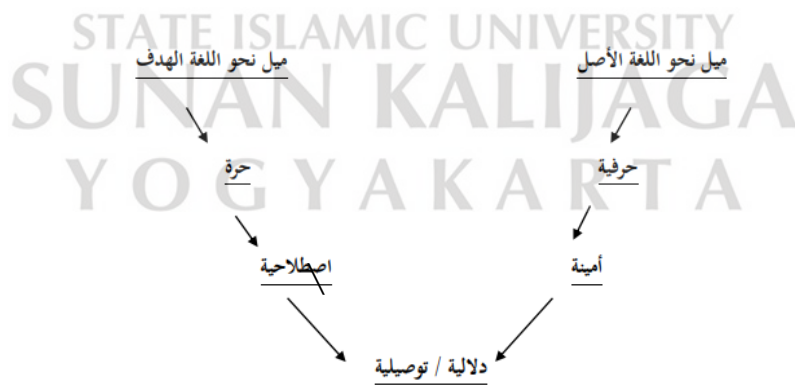 STATE ISLAMIC UNIVERSITY
ميل نحو اللغة الأصل
ميل نحو اللغة الهدف
SUNAN KALIJAGA
حرفية
حرة
YOGYAKARTA
أمينة
اصطلاحية
دلالية / توصيلية